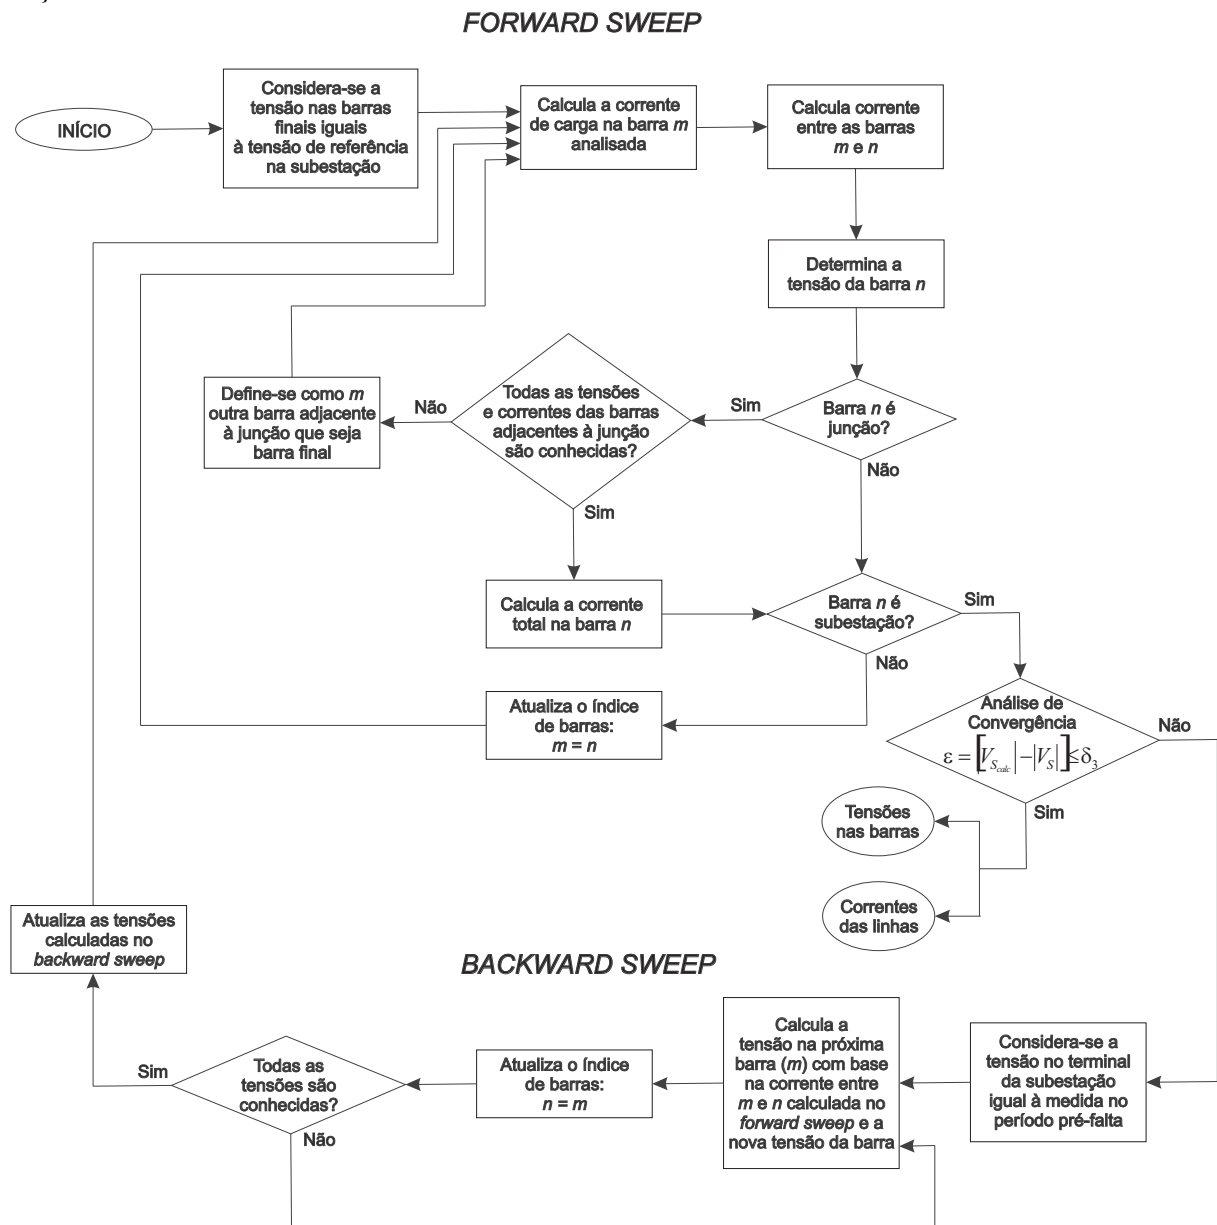 FORWARD SWEEP
INÍCIO
Considera-se a
tensão nas barras
finais iguais
à tensão de referência
na subestação
Calcula a corrente
de carga na barra m
analisada
Calcula corrente
entre as barras
m e n
Determina a
tensão da barra n
Barra n é
junção?
Sim
Não
Todas as tensões
e correntes das barras
adjacentes à junção
são conhecidas?
Não
Sim
Define-se como m
outra barra adjacente
à junção que seja
barra final
Calcula a corrente
total na barra n
Barra n é
subestação?
Sim
Não
Atualiza o índice
de barras:
m = n
Análise de
Convergência
ε = [|V_{S_{calc}}| − |V_S|] ≤ δ_3
Não
Sim
Tensões
nas barras
Correntes
das linhas
BACKWARD SWEEP
Considera-se a
tensão no terminal
da subestação
igual à medida no
período pré-falta
Calcula a
tensão na próxima
barra (m) com base
na corrente entre
m e n calculada no
forward sweep e a
nova tensão da barra
Atualiza o índice
de barras:
n = m
Todas as
tensões são
conhecidas?
Sim
Não
Atualiza as tensões
calculadas no
backward sweep